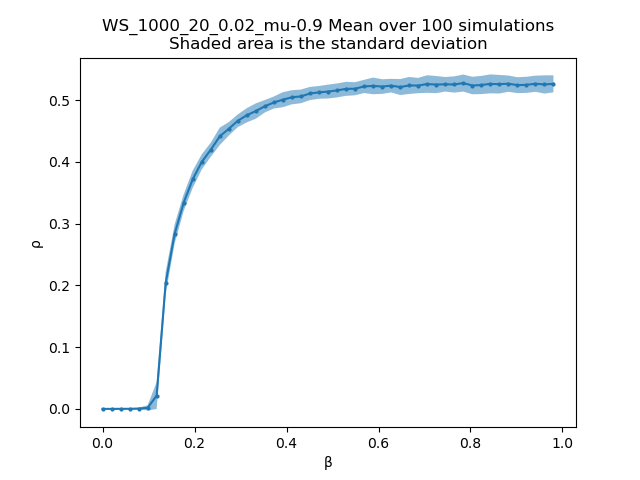 WS_1000_20_0.02_mu-0.9 Mean over 100 simulations
Shaded area is the standard deviation
0.5
0.4
0.3
0.2
0.1
0.0
ρ
0.0 0.2 0.4 0.6 0.8 1.0
β